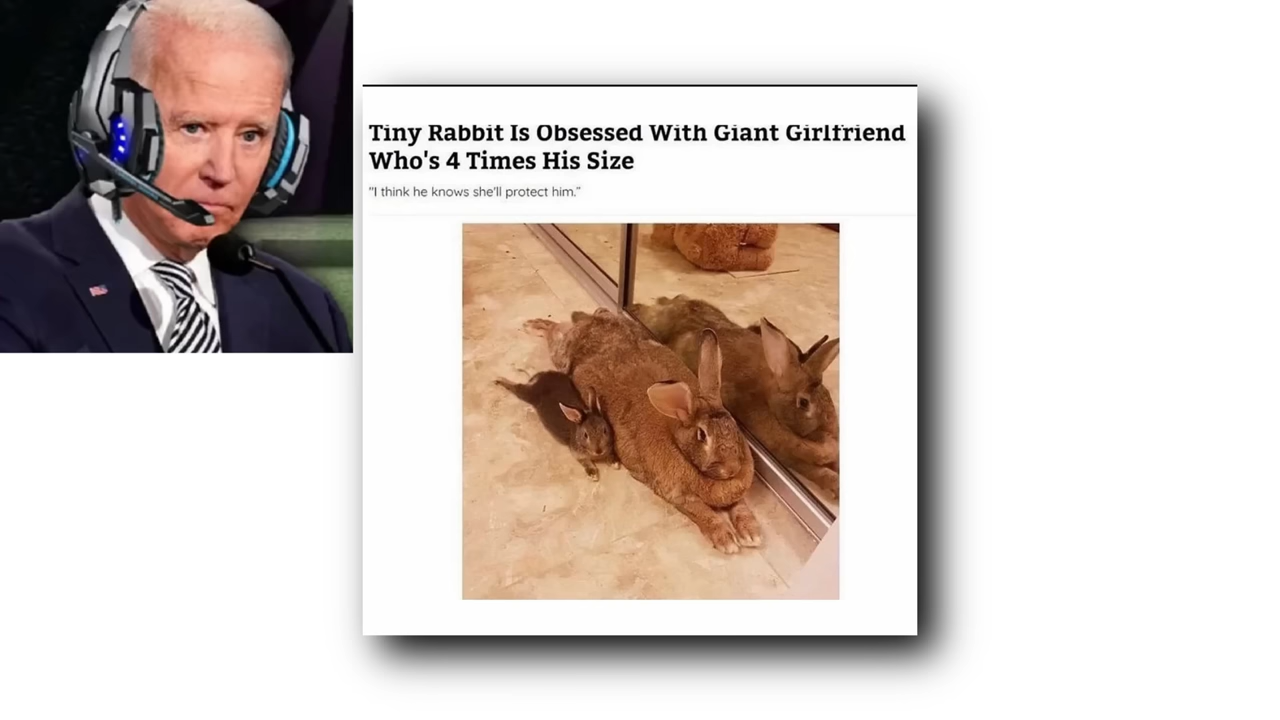 Tiny Rabbit Is Obsessed With Giant Girlfriend
Who's 4 Times His Size
"I think he knows she'll protect him."